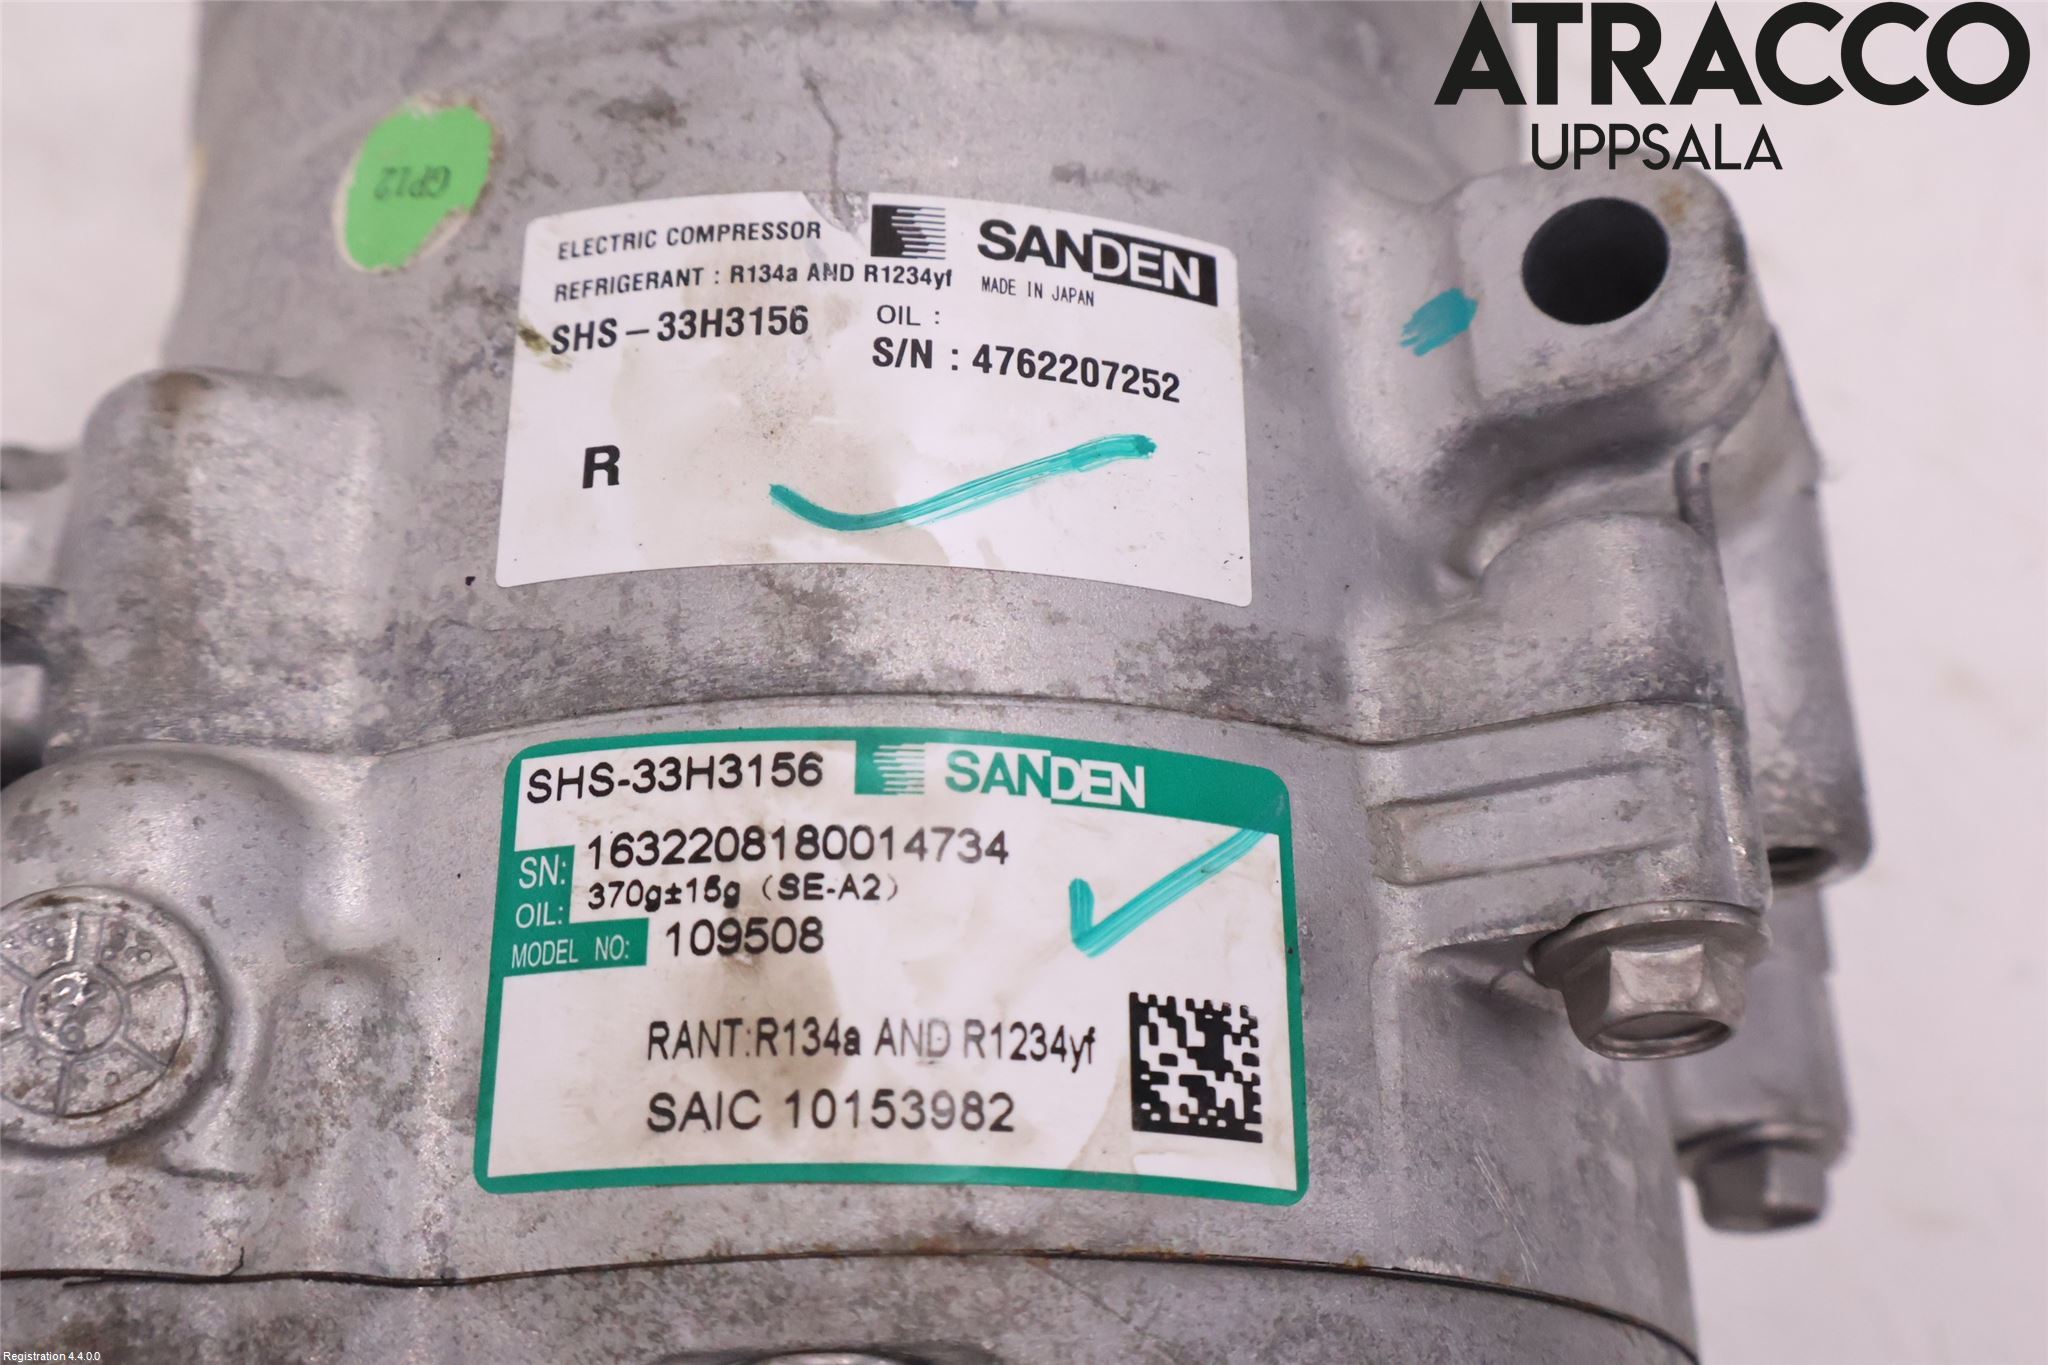 ATRACCO
UPPSALA
GP12
ELECTRIC COMPRESSOR
SANDEN
REFRIGERANT : R134a AND R1234yf
MADE IN JAPAN
SHS-33H3156
OIL :
S/N : 4762207252
R
SHS-33H3156
SANDEN
SN: 1632208180014734
OIL: 370g±15g (SE-A2)
MODEL NO: 109508
RANT:R134a AND R1234yf
SAIC 10153982
Registration 4.4.0.0